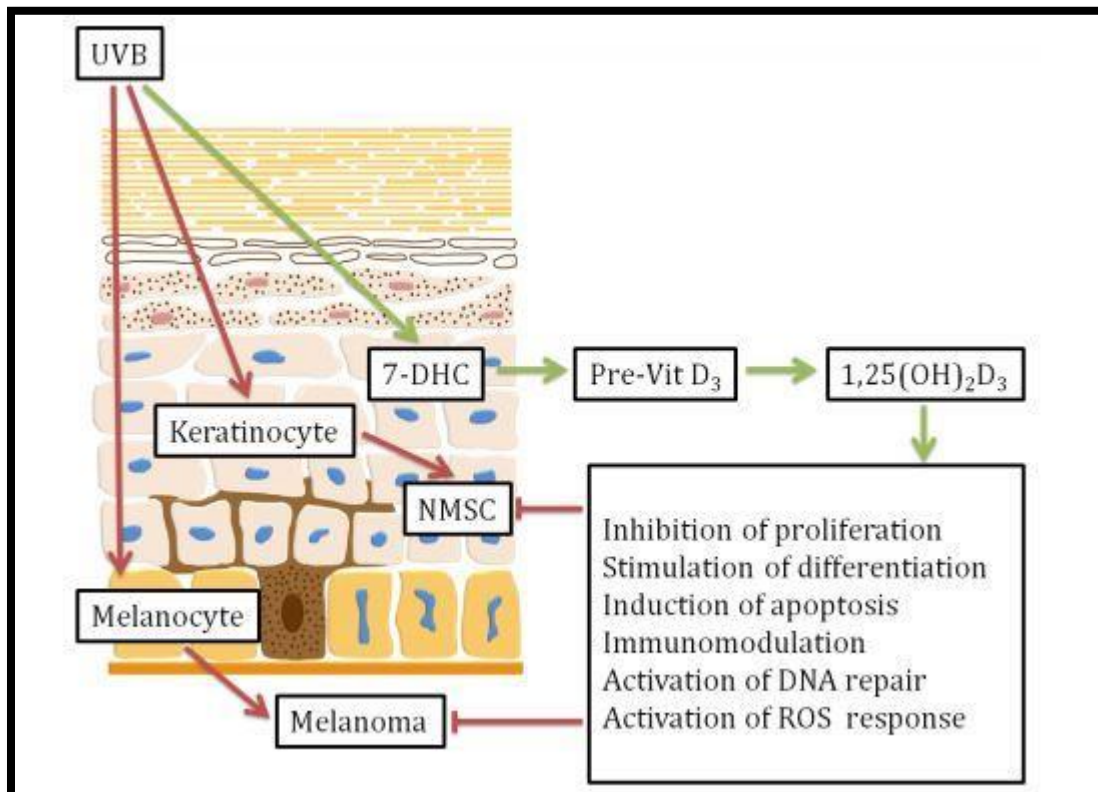 UVB
7-DHC
Pre-Vit D₃
1,25(OH)₂D₃
Keratinocyte
NMSC
Inhibition of proliferation
Stimulation of differentiation
Induction of apoptosis
Immunomodulation
Activation of DNA repair
Activation of ROS response
Melanocyte
Melanoma